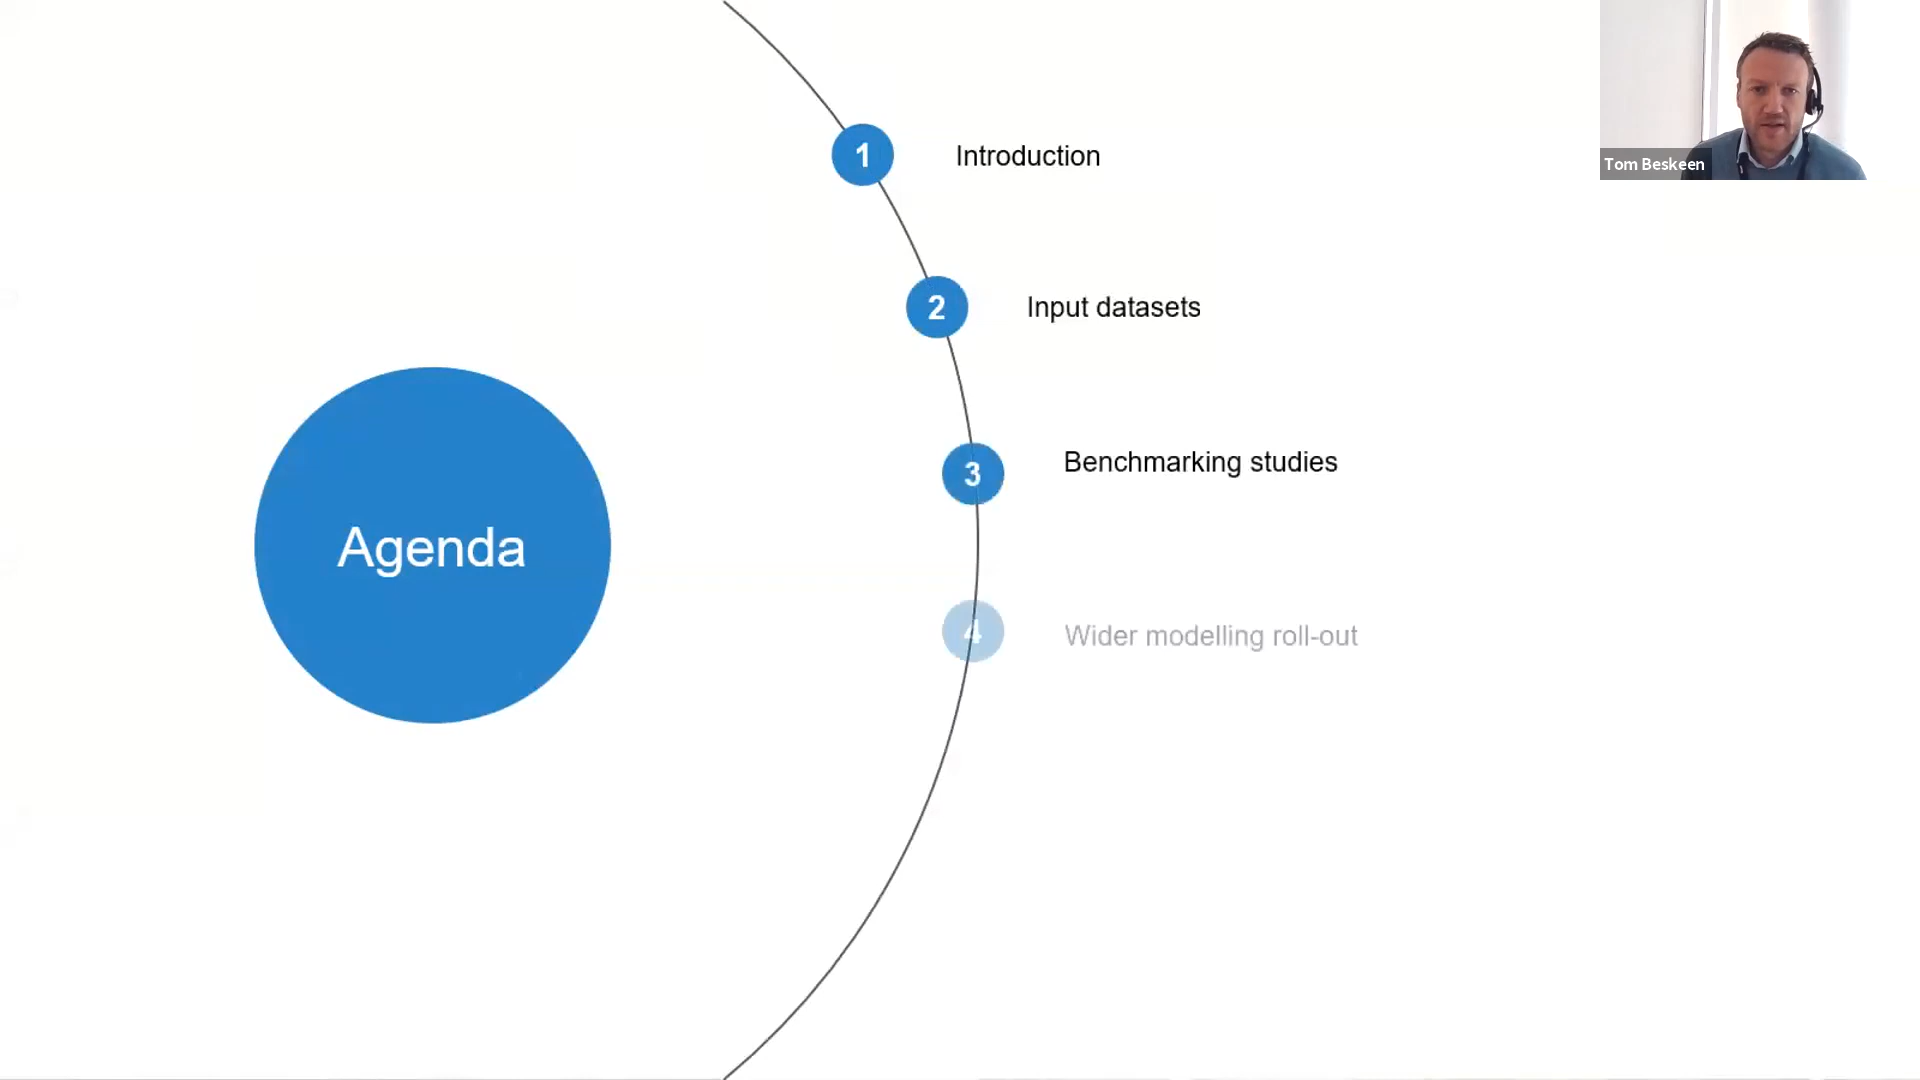 Agenda
1
Introduction
2
Input datasets
3
Benchmarking studies
4
Wider modelling roll-out
Tom Beskeen